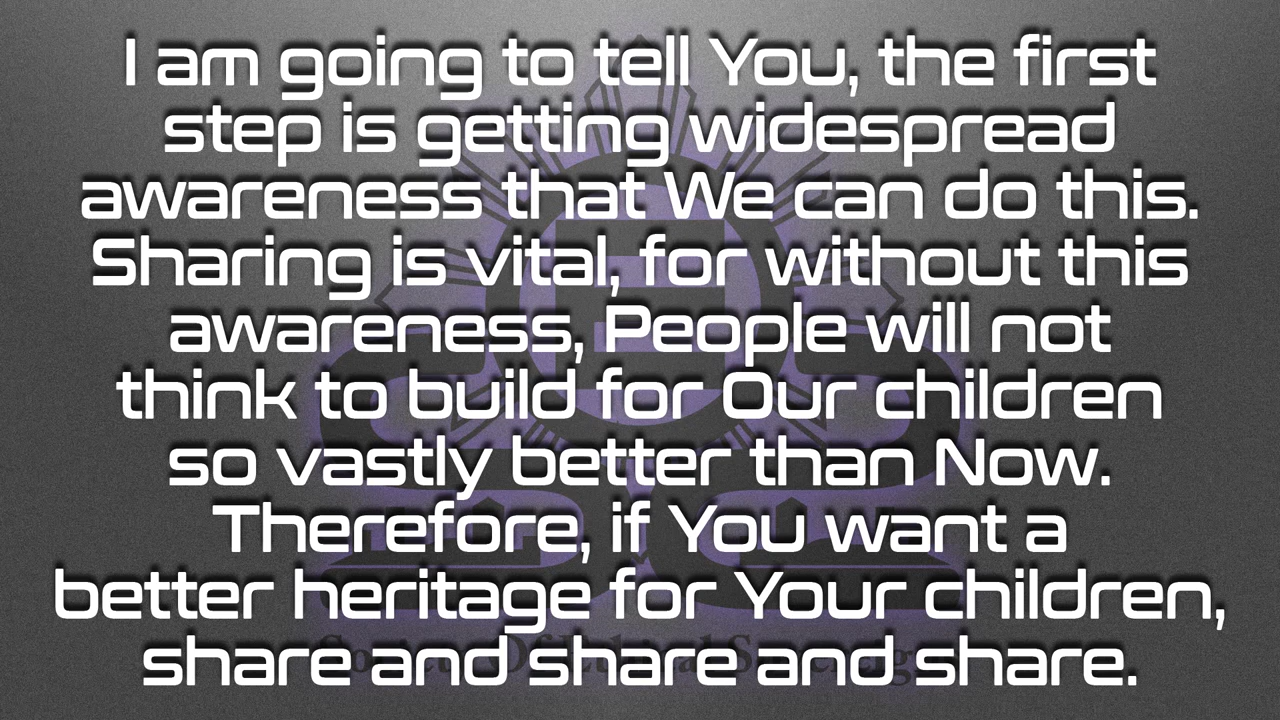 I am going to tell You, the first
step is getting widespread
awareness that We can do this.
Sharing is vital, for without this
awareness, People will not
think to build for Our children
so vastly better than Now.
Therefore, if You want a
better heritage for Your children,
share and share and share.